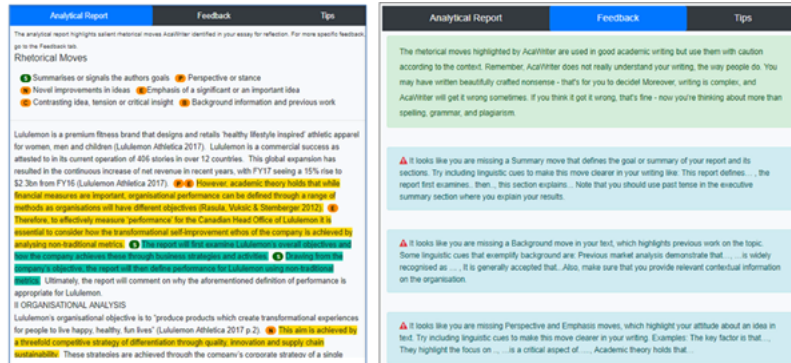 Analytical Report Feedback Tips
The analytical report highlights salient rhetorical moves AcaWriter identified in your essay for reflection. For more specific feedback,
go to the Feedback tab.
Rhetorical Moves
S Summarises or signals the authors goals P Perspective or stance
N Novel improvements in ideas E Emphasis of a significant or an important idea
C Contrasting idea, tension or critical insight B Background information and previous work
Lululemon is a premium fitness brand that designs and retails 'healthy lifestyle inspired' athletic apparel
for women, men and children (Lululemon Athletica 2017). Lululemon is a commercial success as
attested to in its current operation of 406 stories in over 12 countries. This global expansion has
resulted in the continuous increase of net revenue in recent years, with FY17 seeing a 15% rise to
$2.3bn from FY16 (Lululemon Athletica 2017). P E However, academic theory holds that while
financial measures are important, organisational performance can be defined through a range of
methods as organisations will have different objectives (Rasula, Vuksic & Stemberger 2012). E
Therefore, to effectively measure 'performance' for the Canadian Head Office of Lululemon it is
essential to consider how the transformational self-improvement ethos of the company is achieved by
analysing non-traditional metrics. S The report will first examine Lululemon's overall objectives and
how the company achieves these through business strategies and activities. S Drawing from the
company's objective, the report will then define performance for Lululemon using non-traditional
metrics. Ultimately, the report will comment on why the aforementioned definition of performance is
appropriate for Lululemon.
II ORGANISATIONAL ANALYSIS
Lululemon's organisational objective is to "produce products which create transformational experiences
for people to live happy, healthy, fun lives" (Lululemon Athletica 2017 p.2). N This aim is achieved by
a threefold competitive strategy of differentiation through quality, innovation and supply chain
sustainability. These strategies are achieved through the company's corporate strategy of a single
Analytical Report Feedback Tips
The rhetorical moves highlighted by AcaWriter are used in good academic writing but use them with caution
according to the context. Remember, AcaWriter does not really understand your writing, the way people do. You
may have written beautifully crafted nonsense - that's for you to decide! Moreover, writing is complex, and
AcaWriter will get it wrong sometimes. If you think it got it wrong, that's fine - now you're thinking about more than
spelling, grammar, and plagiarism.
It looks like you are missing a Summary move that defines the goal or summary of your report and its
sections. Try including linguistic cues to make this move clearer in your writing like: This report defines... , the
report first examines.. then.., this section explains... Note that you should use past tense in the executive
summary section where you explain your results.
It looks like you are missing a Background move in your text, which highlights previous work on the topic.
Some linguistic cues that exemplify background are: Previous market analysis demonstrate that..., ... is widely
recognised as ... , It is generally accepted that...Also, make sure that you provide relevant contextual information
on the organisation.
It looks like you are missing Perspective and Emphasis moves, which highlight your attitude about an idea in
text. Try including linguistic cues to make this move clearer in your writing. Examples: The key factor is that...,
They highlight the focus on .., ...is a critical aspect of ...., Academic theory holds that...